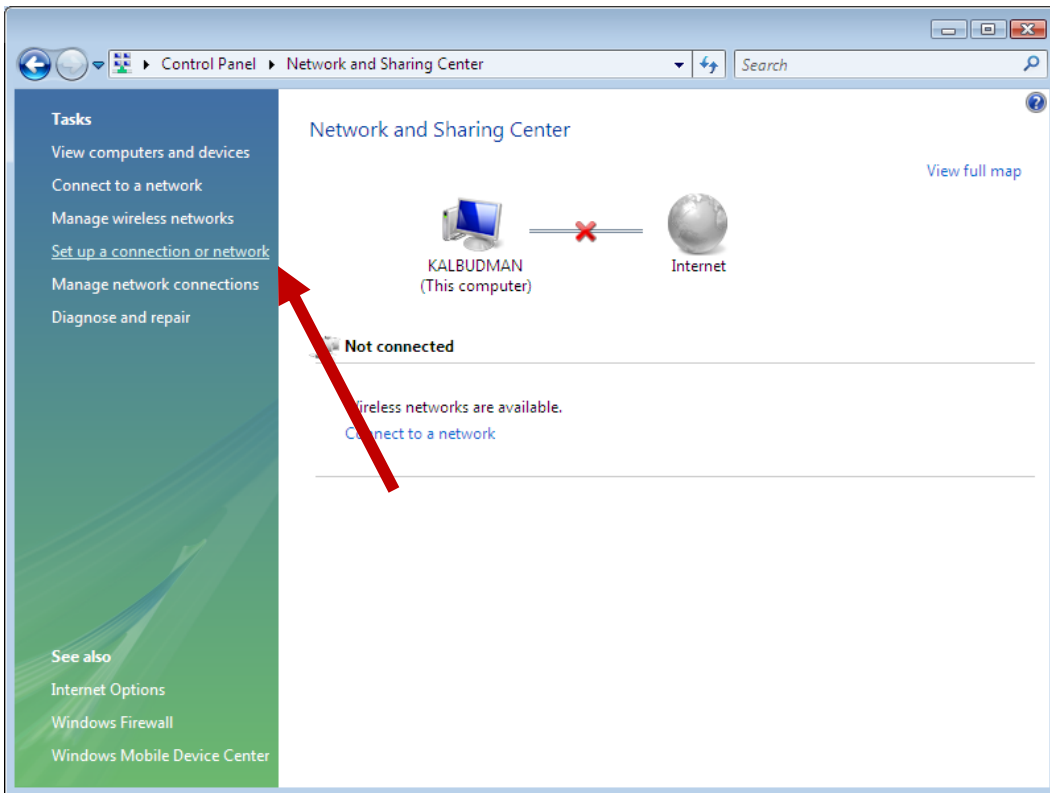 Control Panel
Network and Sharing Center
Search
Tasks
View computers and devices
Connect to a network
Manage wireless networks
Set up a connection or network
Manage network connections
Diagnose and repair
See also
Internet Options
Windows Firewall
Windows Mobile Device Center
Network and Sharing Center
View full map
KALBUDMAN
(This computer)
Internet
Not connected
Wireless networks are available.
Connect to a network